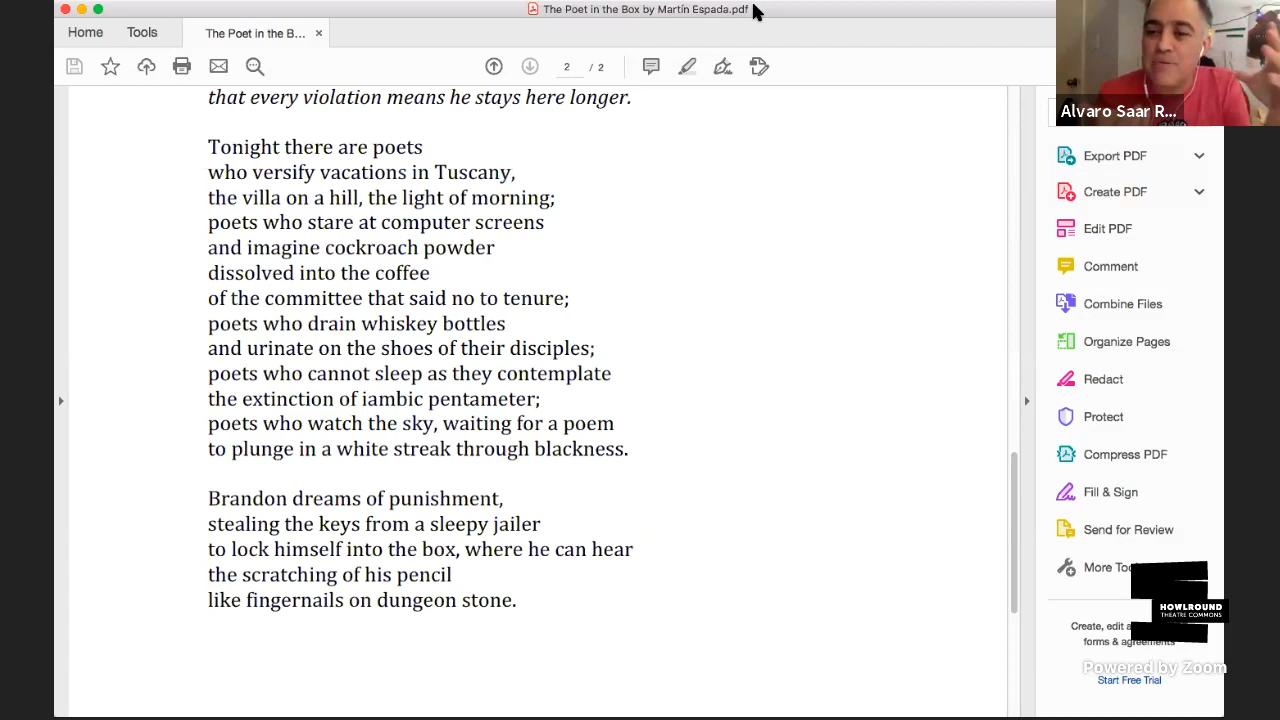 The Poet in the Box by Martín Espada.pdf
Home
Tools
The Poet in the B...
2 / 2
Alvaro Saar R...
that every violation means he stays here longer.
Tonight there are poets
who versify vacations in Tuscany,
the villa on a hill, the light of morning;
poets who stare at computer screens
and imagine cockroach powder
dissolved into the coffee
of the committee that said no to tenure;
poets who drain whiskey bottles
and urinate on the shoes of their disciples;
poets who cannot sleep as they contemplate
the extinction of iambic pentameter;
poets who watch the sky, waiting for a poem
to plunge in a white streak through blackness.
Brandon dreams of punishment,
stealing the keys from a sleepy jailer
to lock himself into the box, where he can hear
the scratching of his pencil
like fingernails on dungeon stone.
Export PDF
Create PDF
Edit PDF
Comment
Combine Files
Organize Pages
Redact
Protect
Compress PDF
Fill & Sign
Send for Review
More
HOWLROUND
THEATRE COMMONS
Create, edit
forms & agreements
Powered by Zoom
Start Free Trial